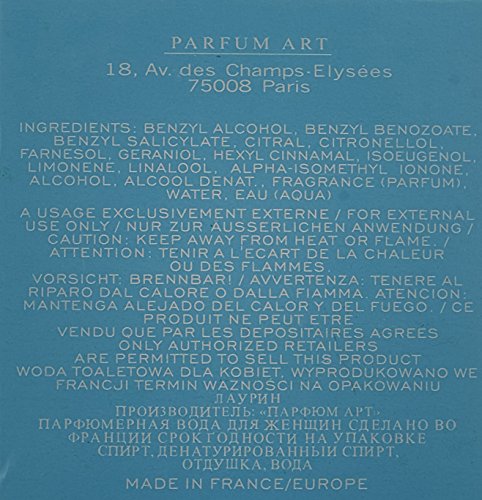 PARFUM ART
18, Av. des Champs-Elysées
75008 Paris
INGREDIENTS: BENZYL ALCOHOL, BENZYL BENOZOATE,
BENZYL SALICYLATE, CITRAL, CITRONELLOL,
FARNESOL, GERANIOL, HEXYL CINNAMAL, ISOEUGENOL,
LIMONENE, LINALOOL, ALPHA-ISOMETHYL IONONE,
ALCOHOL, ALCOOL DENAT., FRAGRANCE (PARFUM),
WATER, EAU (AQUA)
A USAGE EXCLUSIVEMENT EXTERNE / FOR EXTERNAL
USE ONLY / NUR ZUR AUSSERLICHEN ANWENDUNG /
CAUTION: KEEP AWAY FROM HEAT OR FLAME. /
ATTENTION: TENIR A L'ECART DE LA CHALEUR
OU DES FLAMMES.
VORSICHT: BRENNBAR! / AVVERTENZA: TENERE AL
RIPARO DAL CALORE O DALLA FIAMMA. ATENCION:
MANTENGA ALEJADO DEL CALOR Y DEL FUEGO. / CE
PRODUIT NE PEUT ETRE
VENDU QUE PAR LES DEPOSITAIRES AGREES
ONLY AUTHORIZED RETAILERS
ARE PERMITTED TO SELL THIS PRODUCT
WODA TOALETOWA DLA KOBIET, WYPRODUKOWANO WE
FRANCJI TERMIN WAZNOŚCI NA OPAKOWANIU
ЛАУРИН
ПРОИЗВОДИТЕЛЬ: «ПАРФЮМ АРТ»
ПАРФЮМЕРНАЯ ВОДА ДЛЯ ЖЕНЩИН СДЕЛАНО ВО
ФРАНЦИИ СРОК ГОДНОСТИ НА УПАКОВКЕ
СПИРТ, ДЕНАТУРИРОВАННЫЙ СПИРТ,
ОТДУШКА, ВОДА
MADE IN FRANCE/EUROPE